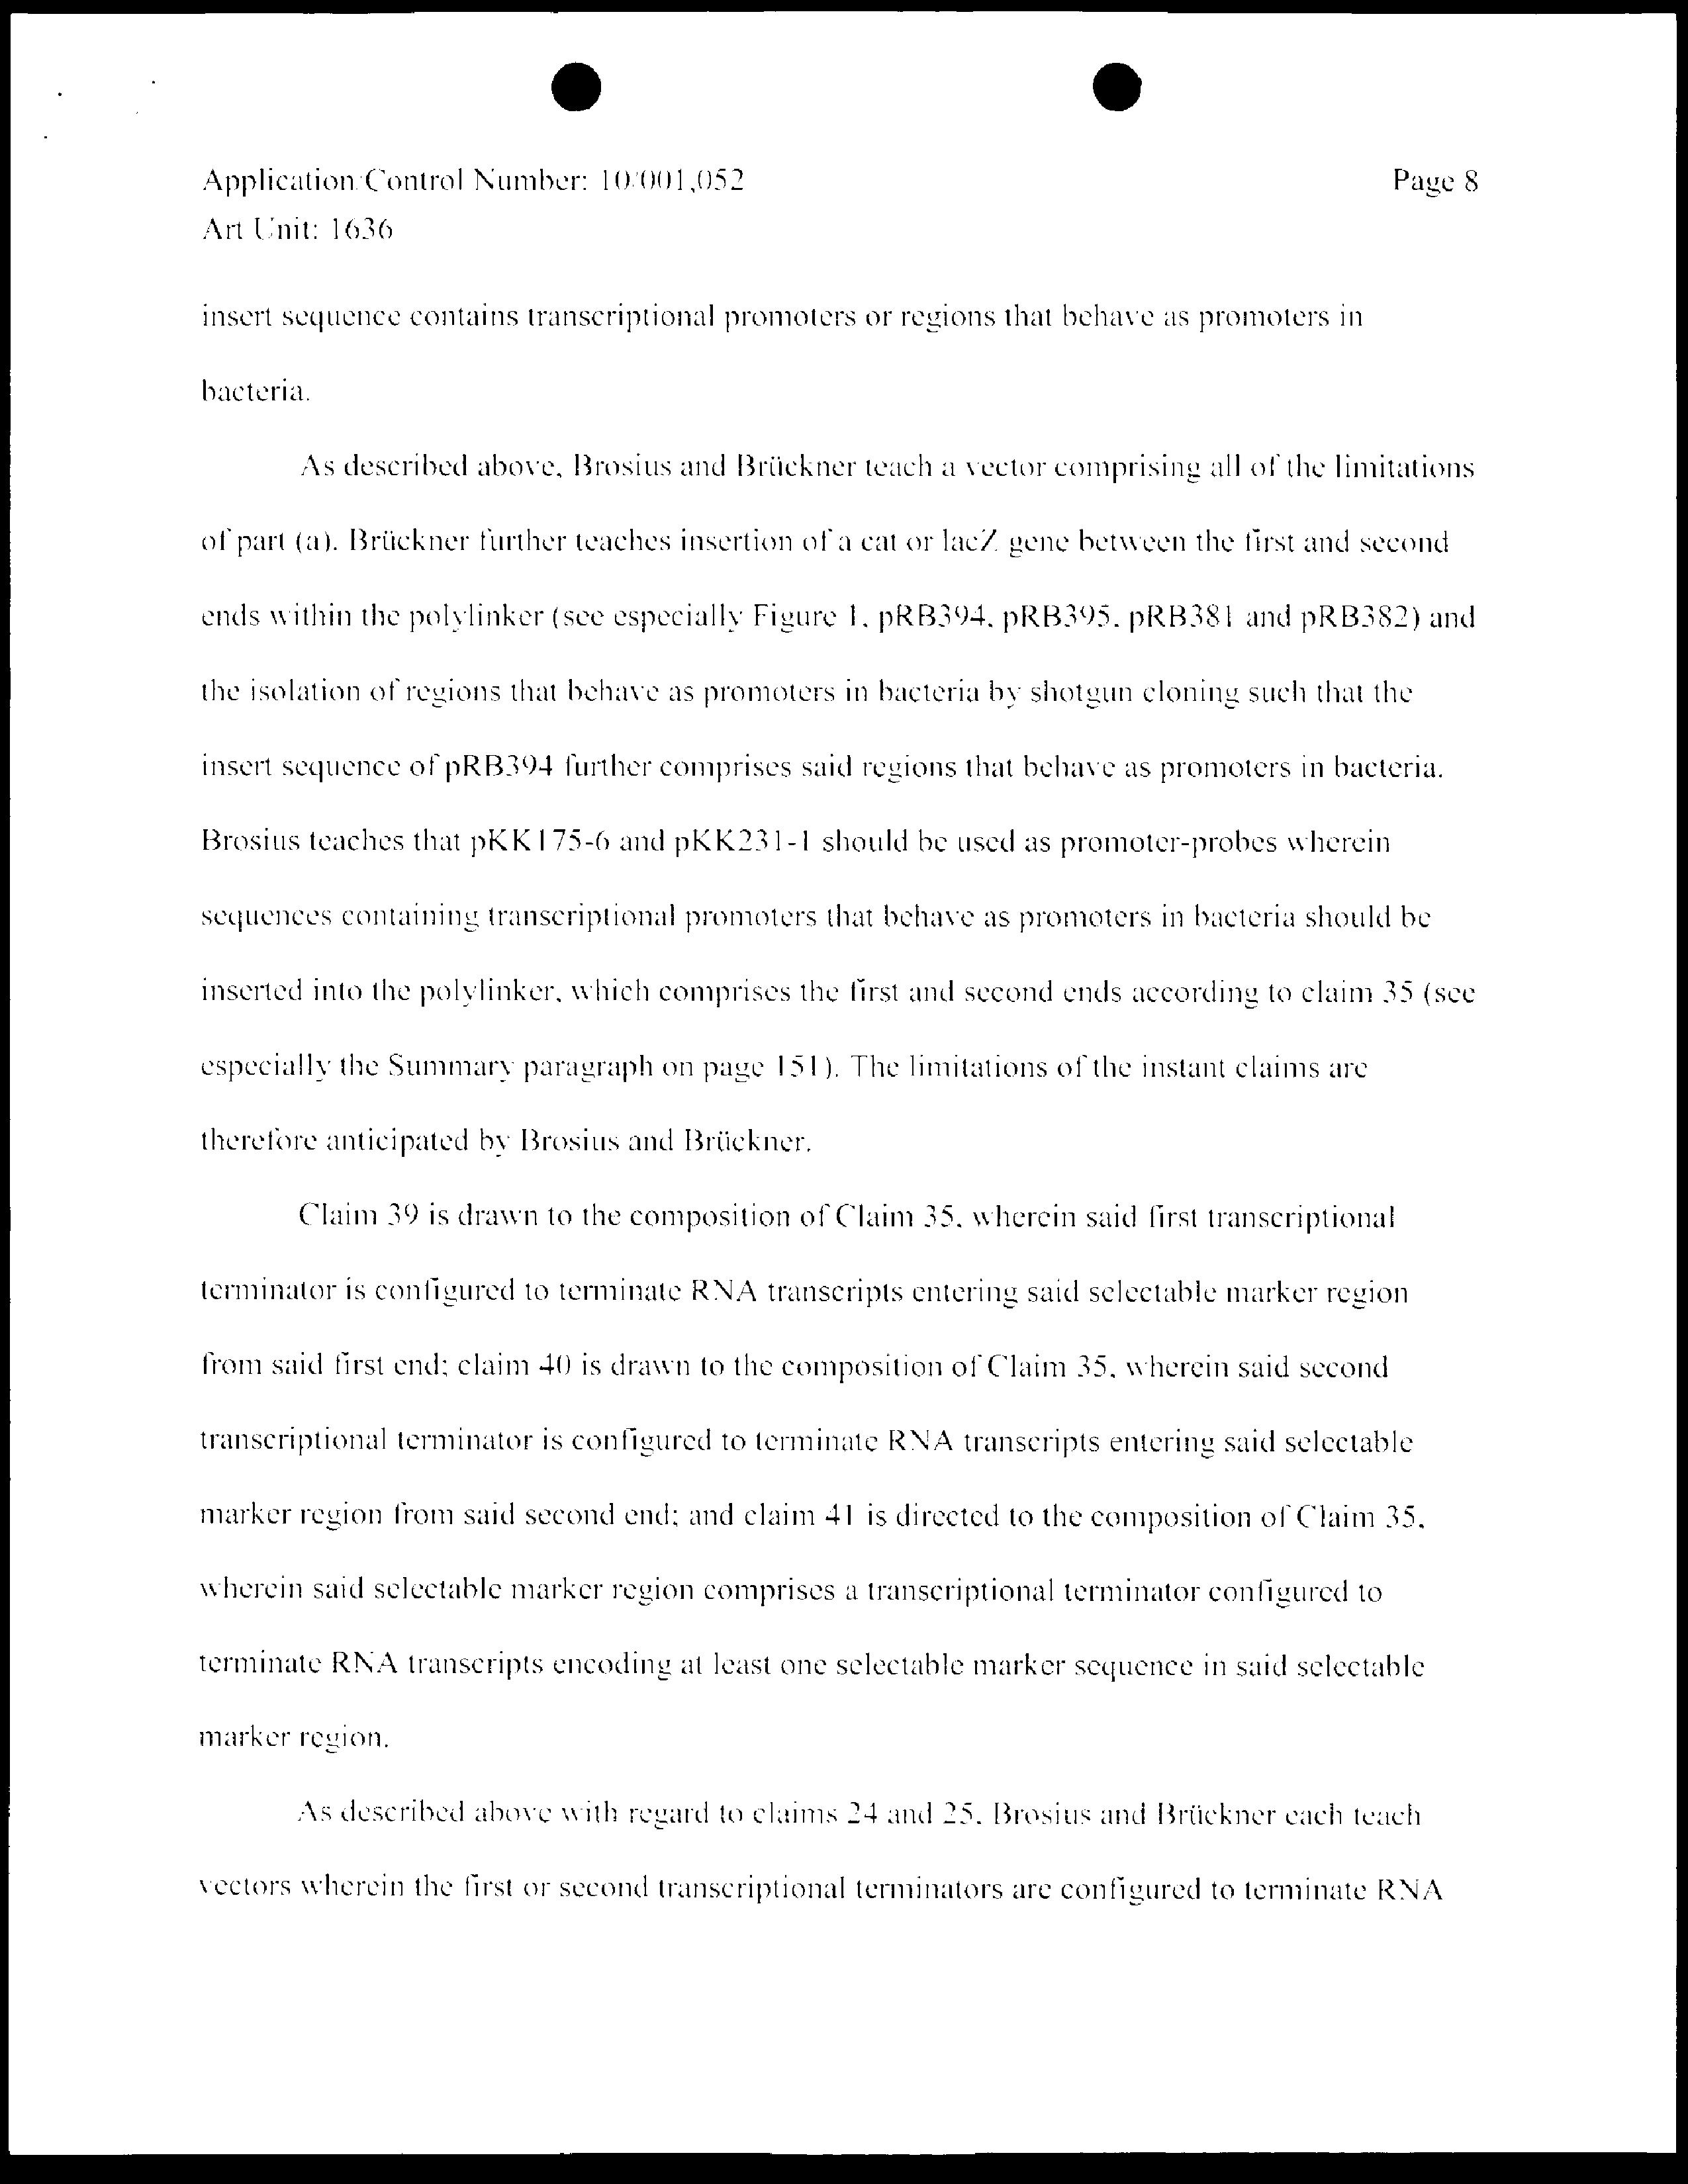 Application/Control Number: 10/001,052 Page 8
Art Unit: 1636
insert sequence contains transcriptional promoters or regions that behave as promoters in
bacteria.
As described above, Brosius and Brückner teach a vector comprising all of the limitations
of part (a). Brückner further teaches insertion of a cat or lacZ gene between the first and second
ends within the polylinker (see especially Figure 1, pRB394, pRB395, pRB381 and pRB382) and
the isolation of regions that behave as promoters in bacteria by shotgun cloning such that the
insert sequence of pRB394 further comprises said regions that behave as promoters in bacteria.
Brosius teaches that pKK175-6 and pKK231-1 should be used as promoter-probes wherein
sequences containing transcriptional promoters that behave as promoters in bacteria should be
inserted into the polylinker, which comprises the first and second ends according to claim 35 (see
especially the Summary paragraph on page 151). The limitations of the instant claims are
therefore anticipated by Brosius and Brückner.
Claim 39 is drawn to the composition of Claim 35, wherein said first transcriptional
terminator is configured to terminate RNA transcripts entering said selectable marker region
from said first end; claim 40 is drawn to the composition of Claim 35, wherein said second
transcriptional terminator is configured to terminate RNA transcripts entering said selectable
marker region from said second end; and claim 41 is directed to the composition of Claim 35,
wherein said selectable marker region comprises a transcriptional terminator configured to
terminate RNA transcripts encoding at least one selectable marker sequence in said selectable
marker region.
As described above with regard to claims 24 and 25, Brosius and Brückner each teach
vectors wherein the first or second transcriptional terminators are configured to terminate RNA